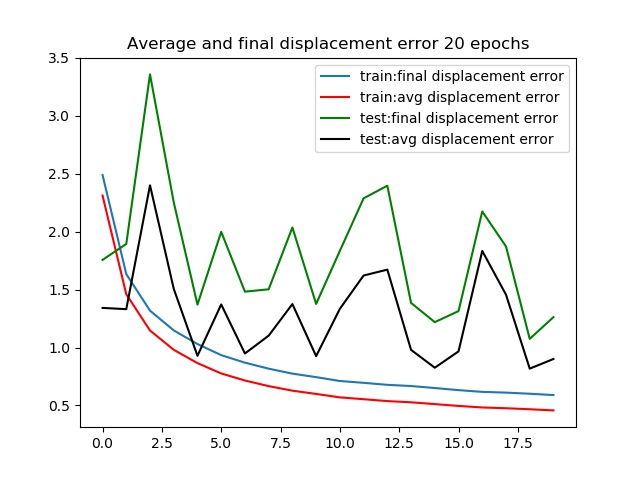 Average and final displacement error 20 epochs
train:final displacement error
train:avg displacement error
test:final displacement error
test:avg displacement error
3.5
3.0
2.5
2.0
1.5
1.0
0.5
0.0 2.5 5.0 7.5 10.0 12.5 15.0 17.5